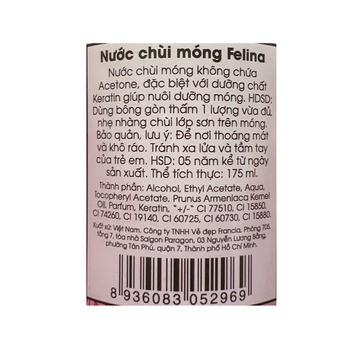 Nước chùi móng Felina
Nước chùi móng không chứa
Acetone, đặc biệt với dưỡng chất
Keratin giúp nuôi dưỡng móng. HDSD:
Dùng bông gòn thấm 1 lượng vừa đủ,
nhẹ nhàng chùi lớp sơn trên móng.
Bảo quản, lưu ý: Để nơi thoáng mát
và khô ráo. Tránh xa lửa và tầm tay
của trẻ em. HSD: 05 năm kể từ ngày
sản xuất. Thể tích thực: 175 ml.
Thành phần: Alcohol, Ethyl Acetate, Aqua,
Tocopheryl Acetate, Prunus Armeniaca Kernel
Oil, Parfum, Keratin, "+/-" CI 77510, CI 15850,
CI 74260, CI 19140, CI 60725, CI 60730, CI 15880.
Xuất xứ: Việt Nam. Công ty TNHH Vẻ đẹp Francia, Phòng 705,
tầng 7, tòa nhà Saigon Paragon, 03 Nguyễn Lương Bằng,
phường Tân Phú, quận 7, Thành phố Hồ Chí Minh.
8 936083 052969